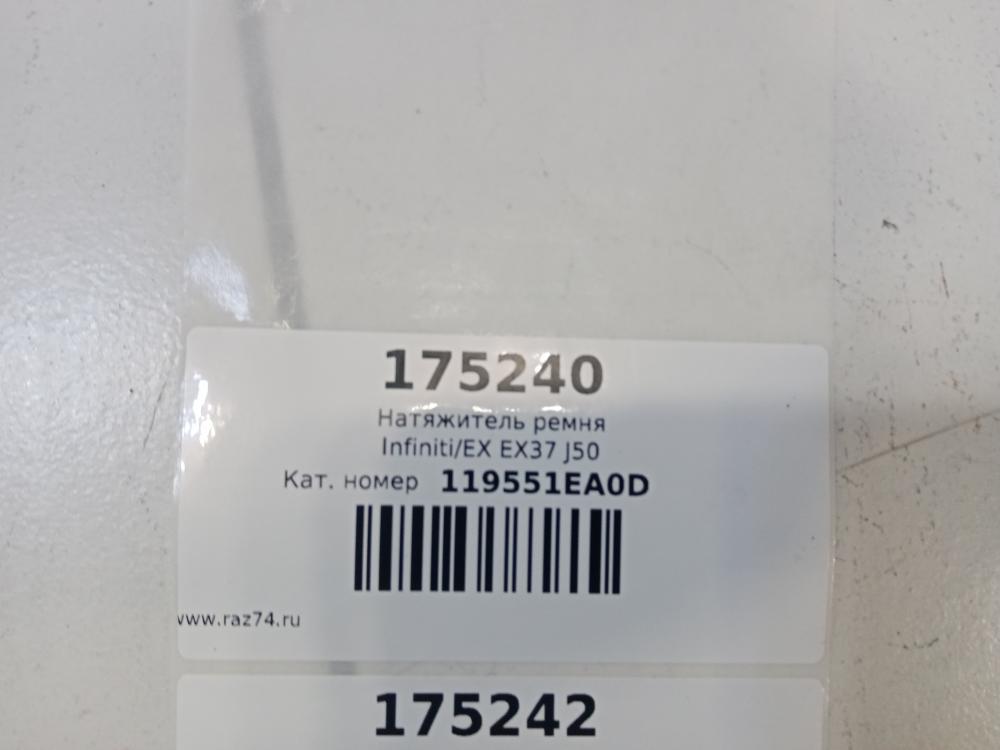 175240
Натяжитель ремня
Infiniti/EX EX37 J50
Кат. номер 119551EA0D
www.raz74.ru
175242